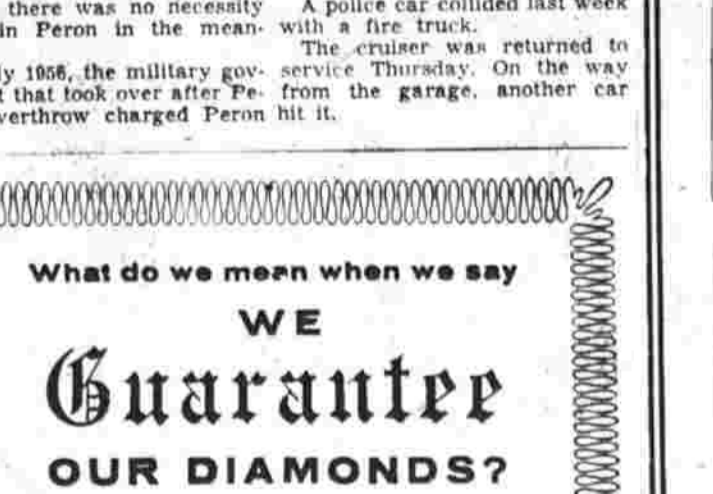 there was no necessity
in Peron in the mean-
ly 1956, the military gov-
t that took over after Pe-
verthrow charged Peron
A police car collided last week
with a fire truck.
The cruiser was returned to
service Thursday. On the way
from the garage, another car
hit it.
What do we mean when we say
WE
Guarantee
OUR DIAMONDS?